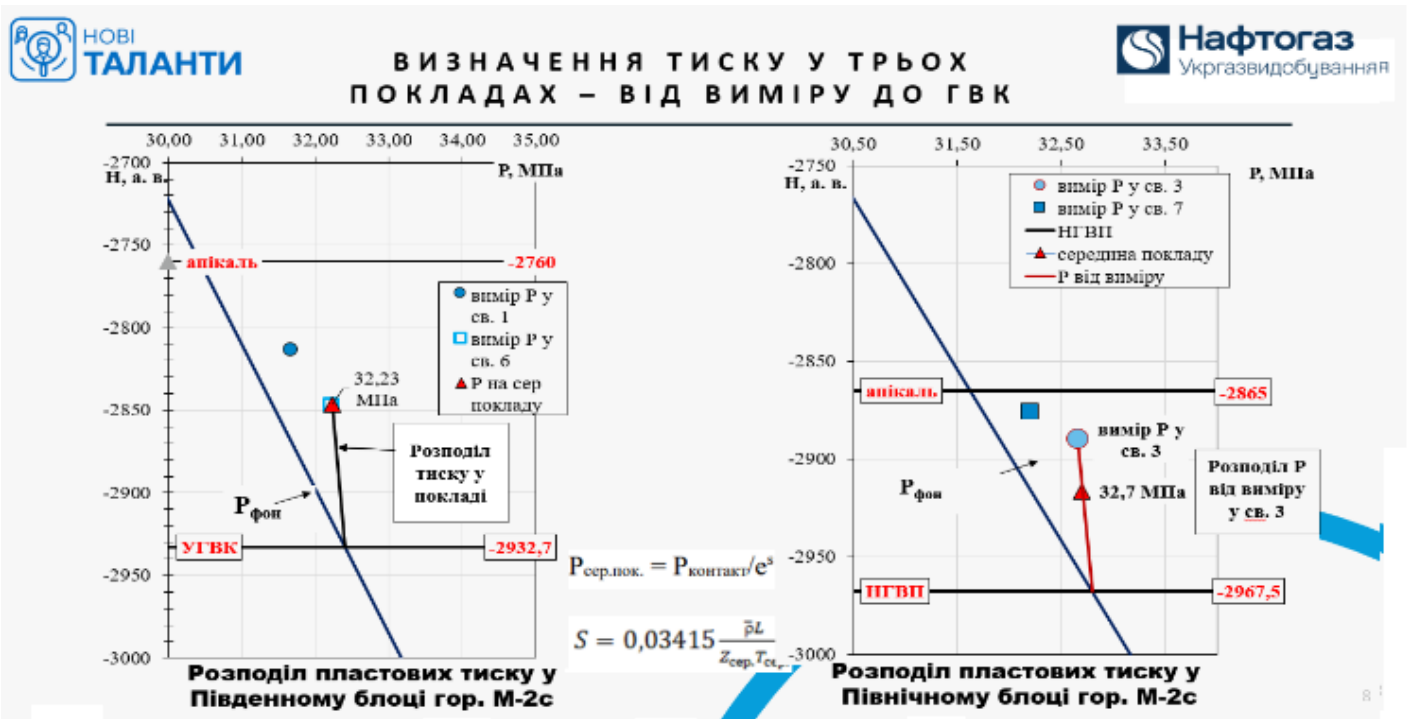 НОВІ
ТАЛАНТИ
ВИЗНАЧЕННЯ ТИСКУ У ТРЬОХ
ПОКЛАДАХ – ВІД ВИМІРУ ДО ГВК
Нафтогаз
Укргазвидобування
30,00 31,00 32,00 33,00 34,00 35,00
-2700
Н, а. в.
Р, МПа
-2750
апікаль
-2760
вимір Р у
св. 1
вимір Р у
св. 6
Р на сер
покладу
-2800
32,23
МПа
-2850
Розподіл
тиску у
покладі
-2900
Рфон
УГВК
-2932,7
-2950
-3000
Розподіл пластових тиску у
Південному блоці гор. М-2с
Рсер.пок. = Рконтакт/eˢ
S = 0,03415 ρ̄L
Zсер.Tсер.
30,50 31,50 32,50 33,50
-2750
Н, а. в.
Р, МПа
вимір Р у св. 3
вимір Р у св. 7
НГВП
середина покладу
Р від виміру
-2800
-2850
апікаль
-2865
вимір Р у
св. 3
-2900
Рфон
32,7 МПа
Розподіл Р
від виміру
у св. 3
-2950
НГВП
-2967,5
-3000
Розподіл пластових тиску у
Північному блоці гор. М-2с
8